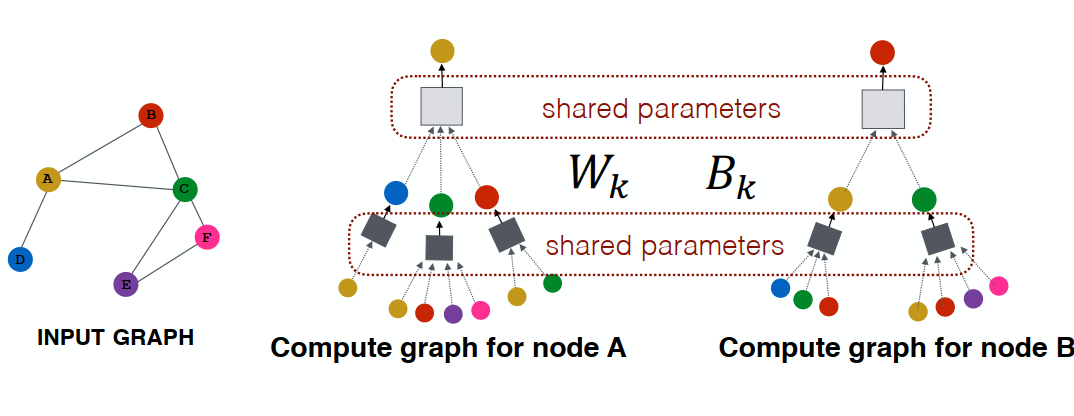 shared parameters
W_k B_k
B
A
C
F
D
E
shared parameters
INPUT GRAPH
Compute graph for node A
Compute graph for node B